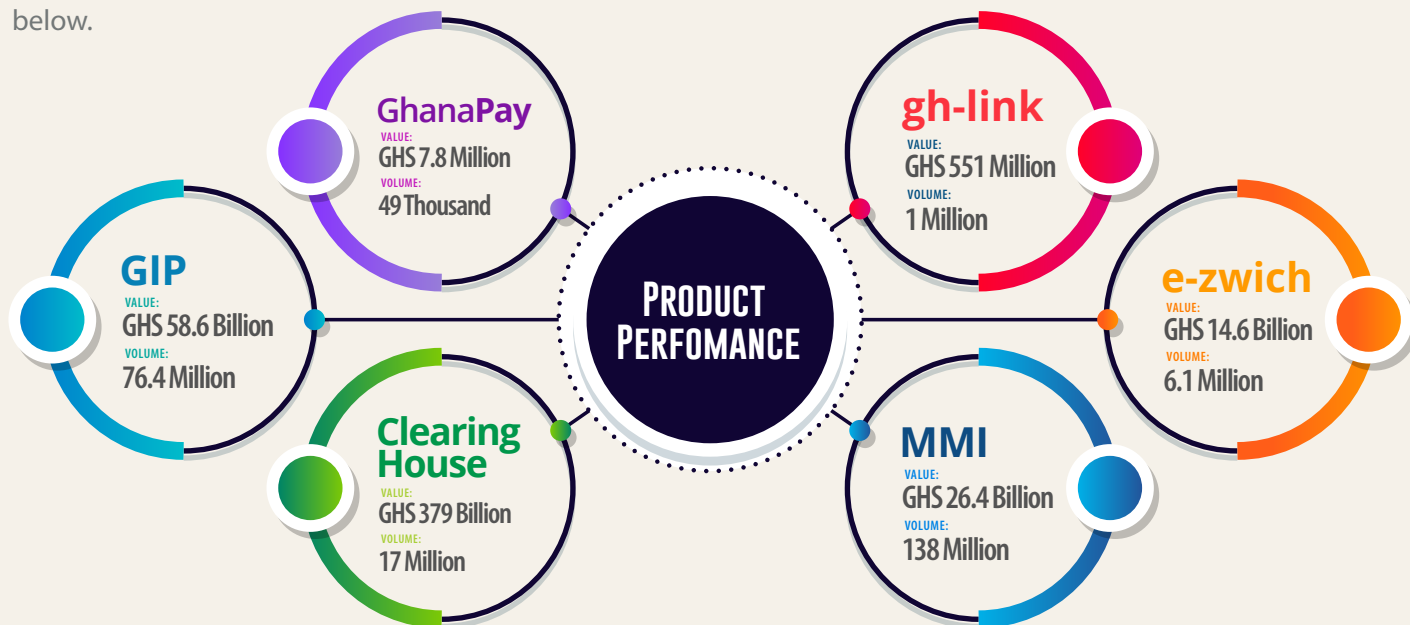 below.
GhanaPay
VALUE:
GHS 7.8 Million
VOLUME:
49 Thousand
gh-link
VALUE:
GHS 551 Million
VOLUME:
1 Million
GIP
VALUE:
GHS 58.6 Billion
VOLUME:
76.4 Million
PRODUCT
PERFOMANCE
e-zwich
VALUE:
GHS 14.6 Billion
VOLUME:
6.1 Million
Clearing
House
VALUE:
GHS 379 Billion
VOLUME:
17 Million
MMI
VALUE:
GHS 26.4 Billion
VOLUME:
138 Million